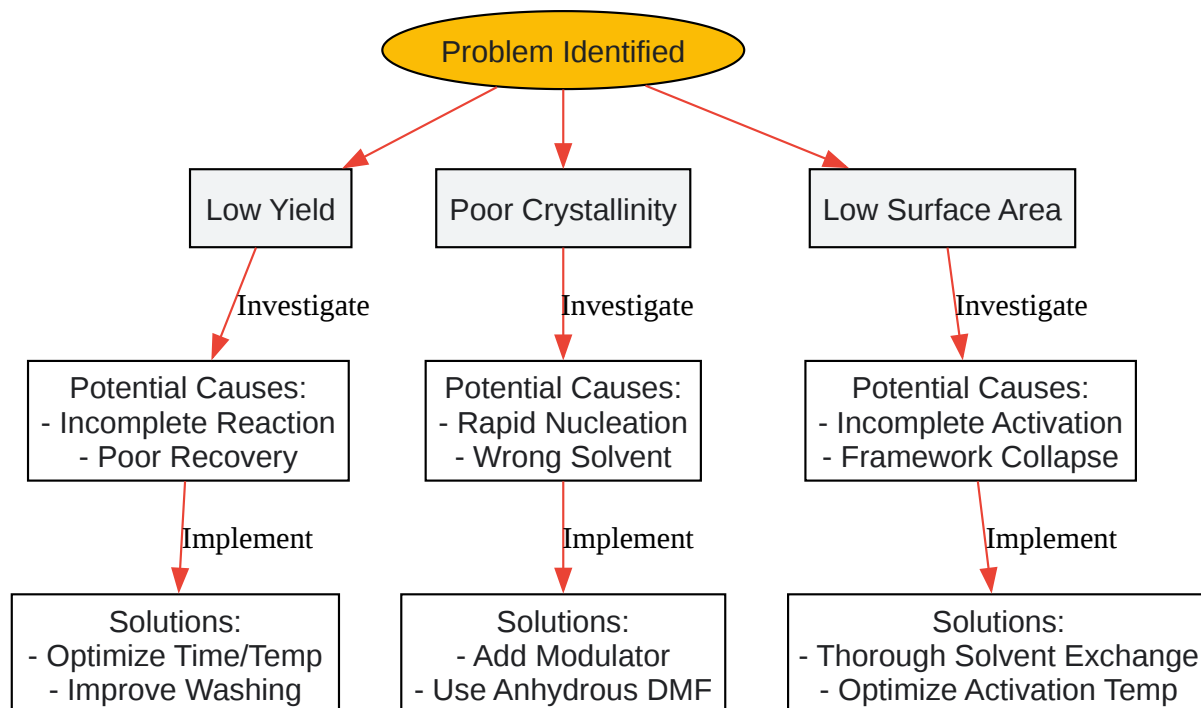 Problem Identified
Low Yield
Poor Crystallinity
Low Surface Area
Investigate
Investigate
Investigate
Potential Causes:
- Incomplete Reaction
- Poor Recovery
Potential Causes:
- Rapid Nucleation
- Wrong Solvent
Potential Causes:
- Incomplete Activation
- Framework Collapse
Implement
Implement
Implement
Solutions:
- Optimize Time/Temp
- Improve Washing
Solutions:
- Add Modulator
- Use Anhydrous DMF
Solutions:
- Thorough Solvent Exchange
- Optimize Activation Temp